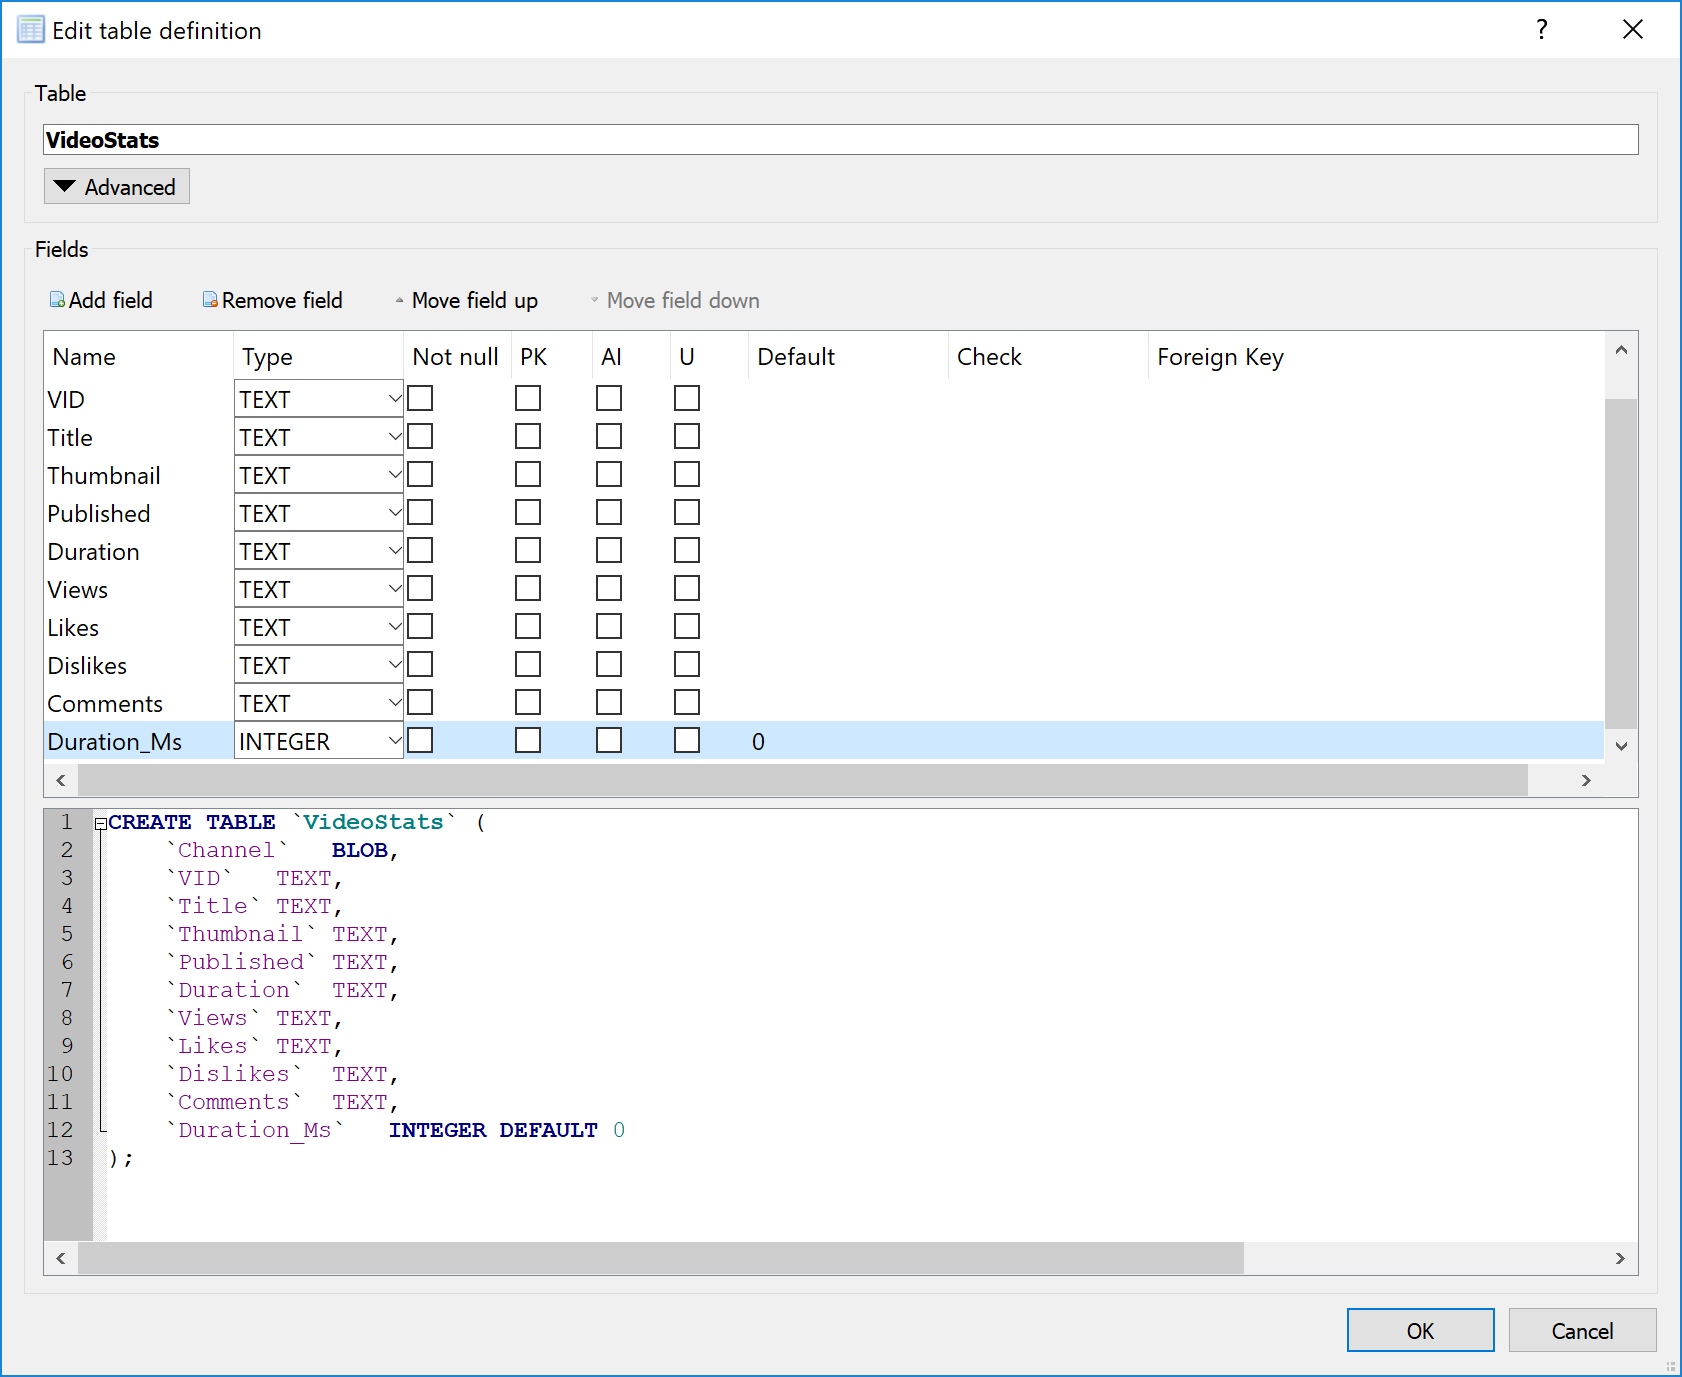 Edit table definition ?
Table
VideoStats
Advanced
Fields
Add field Remove field Move field up Move field down
Name Type Not null PK AI U Default Check Foreign Key
VID TEXT
Title TEXT
Thumbnail TEXT
Published TEXT
Duration TEXT
Views TEXT
Likes TEXT
Dislikes TEXT
Comments TEXT
Duration_Ms INTEGER 0
1 CREATE TABLE `VideoStats` (
2 `Channel` BLOB,
3 `VID` TEXT,
4 `Title` TEXT,
5 `Thumbnail` TEXT,
6 `Published` TEXT,
7 `Duration` TEXT,
8 `Views` TEXT,
9 `Likes` TEXT,
10 `Dislikes` TEXT,
11 `Comments` TEXT,
12 `Duration_Ms` INTEGER DEFAULT 0
13 );
OK Cancel